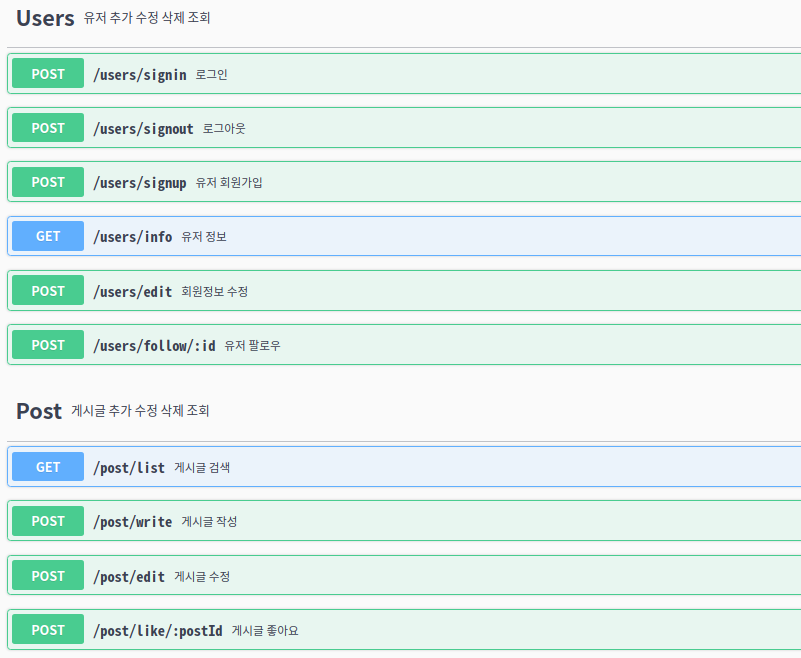 Users 유저 추가 수정 삭제 조회
POST /users/signin 로그인
POST /users/signout 로그아웃
POST /users/signup 유저 회원가입
GET /users/info 유저 정보
POST /users/edit 회원정보 수정
POST /users/follow/:id 유저 팔로우
Post 게시글 추가 수정 삭제 조회
GET /post/list 게시글 검색
POST /post/write 게시글 작성
POST /post/edit 게시글 수정
POST /post/like/:postId 게시글 좋아요